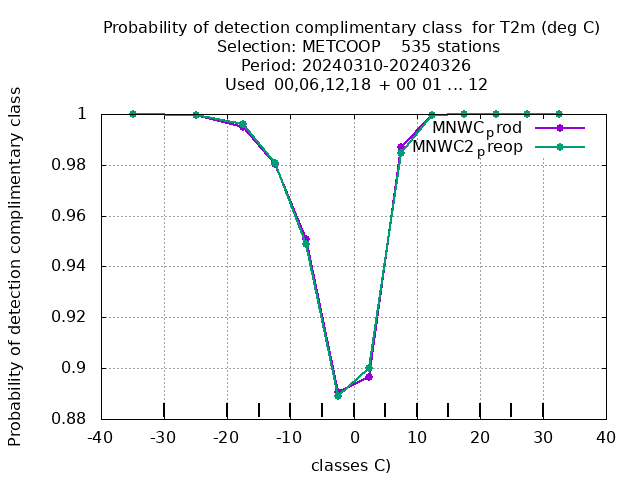 Probability of detection complimentary class  for T2m (deg C)
Selection: METCOOP    535 stations
Period: 20240310-20240326
Used  00,06,12,18  + 00 01 ... 12
Probability of detection complimentary class
1
0.98
0.96
0.94
0.92
0.9
0.88
MNWC_prod
MNWC2_preop
-40 -30 -20 -10 0 10 20 30 40
classes C)